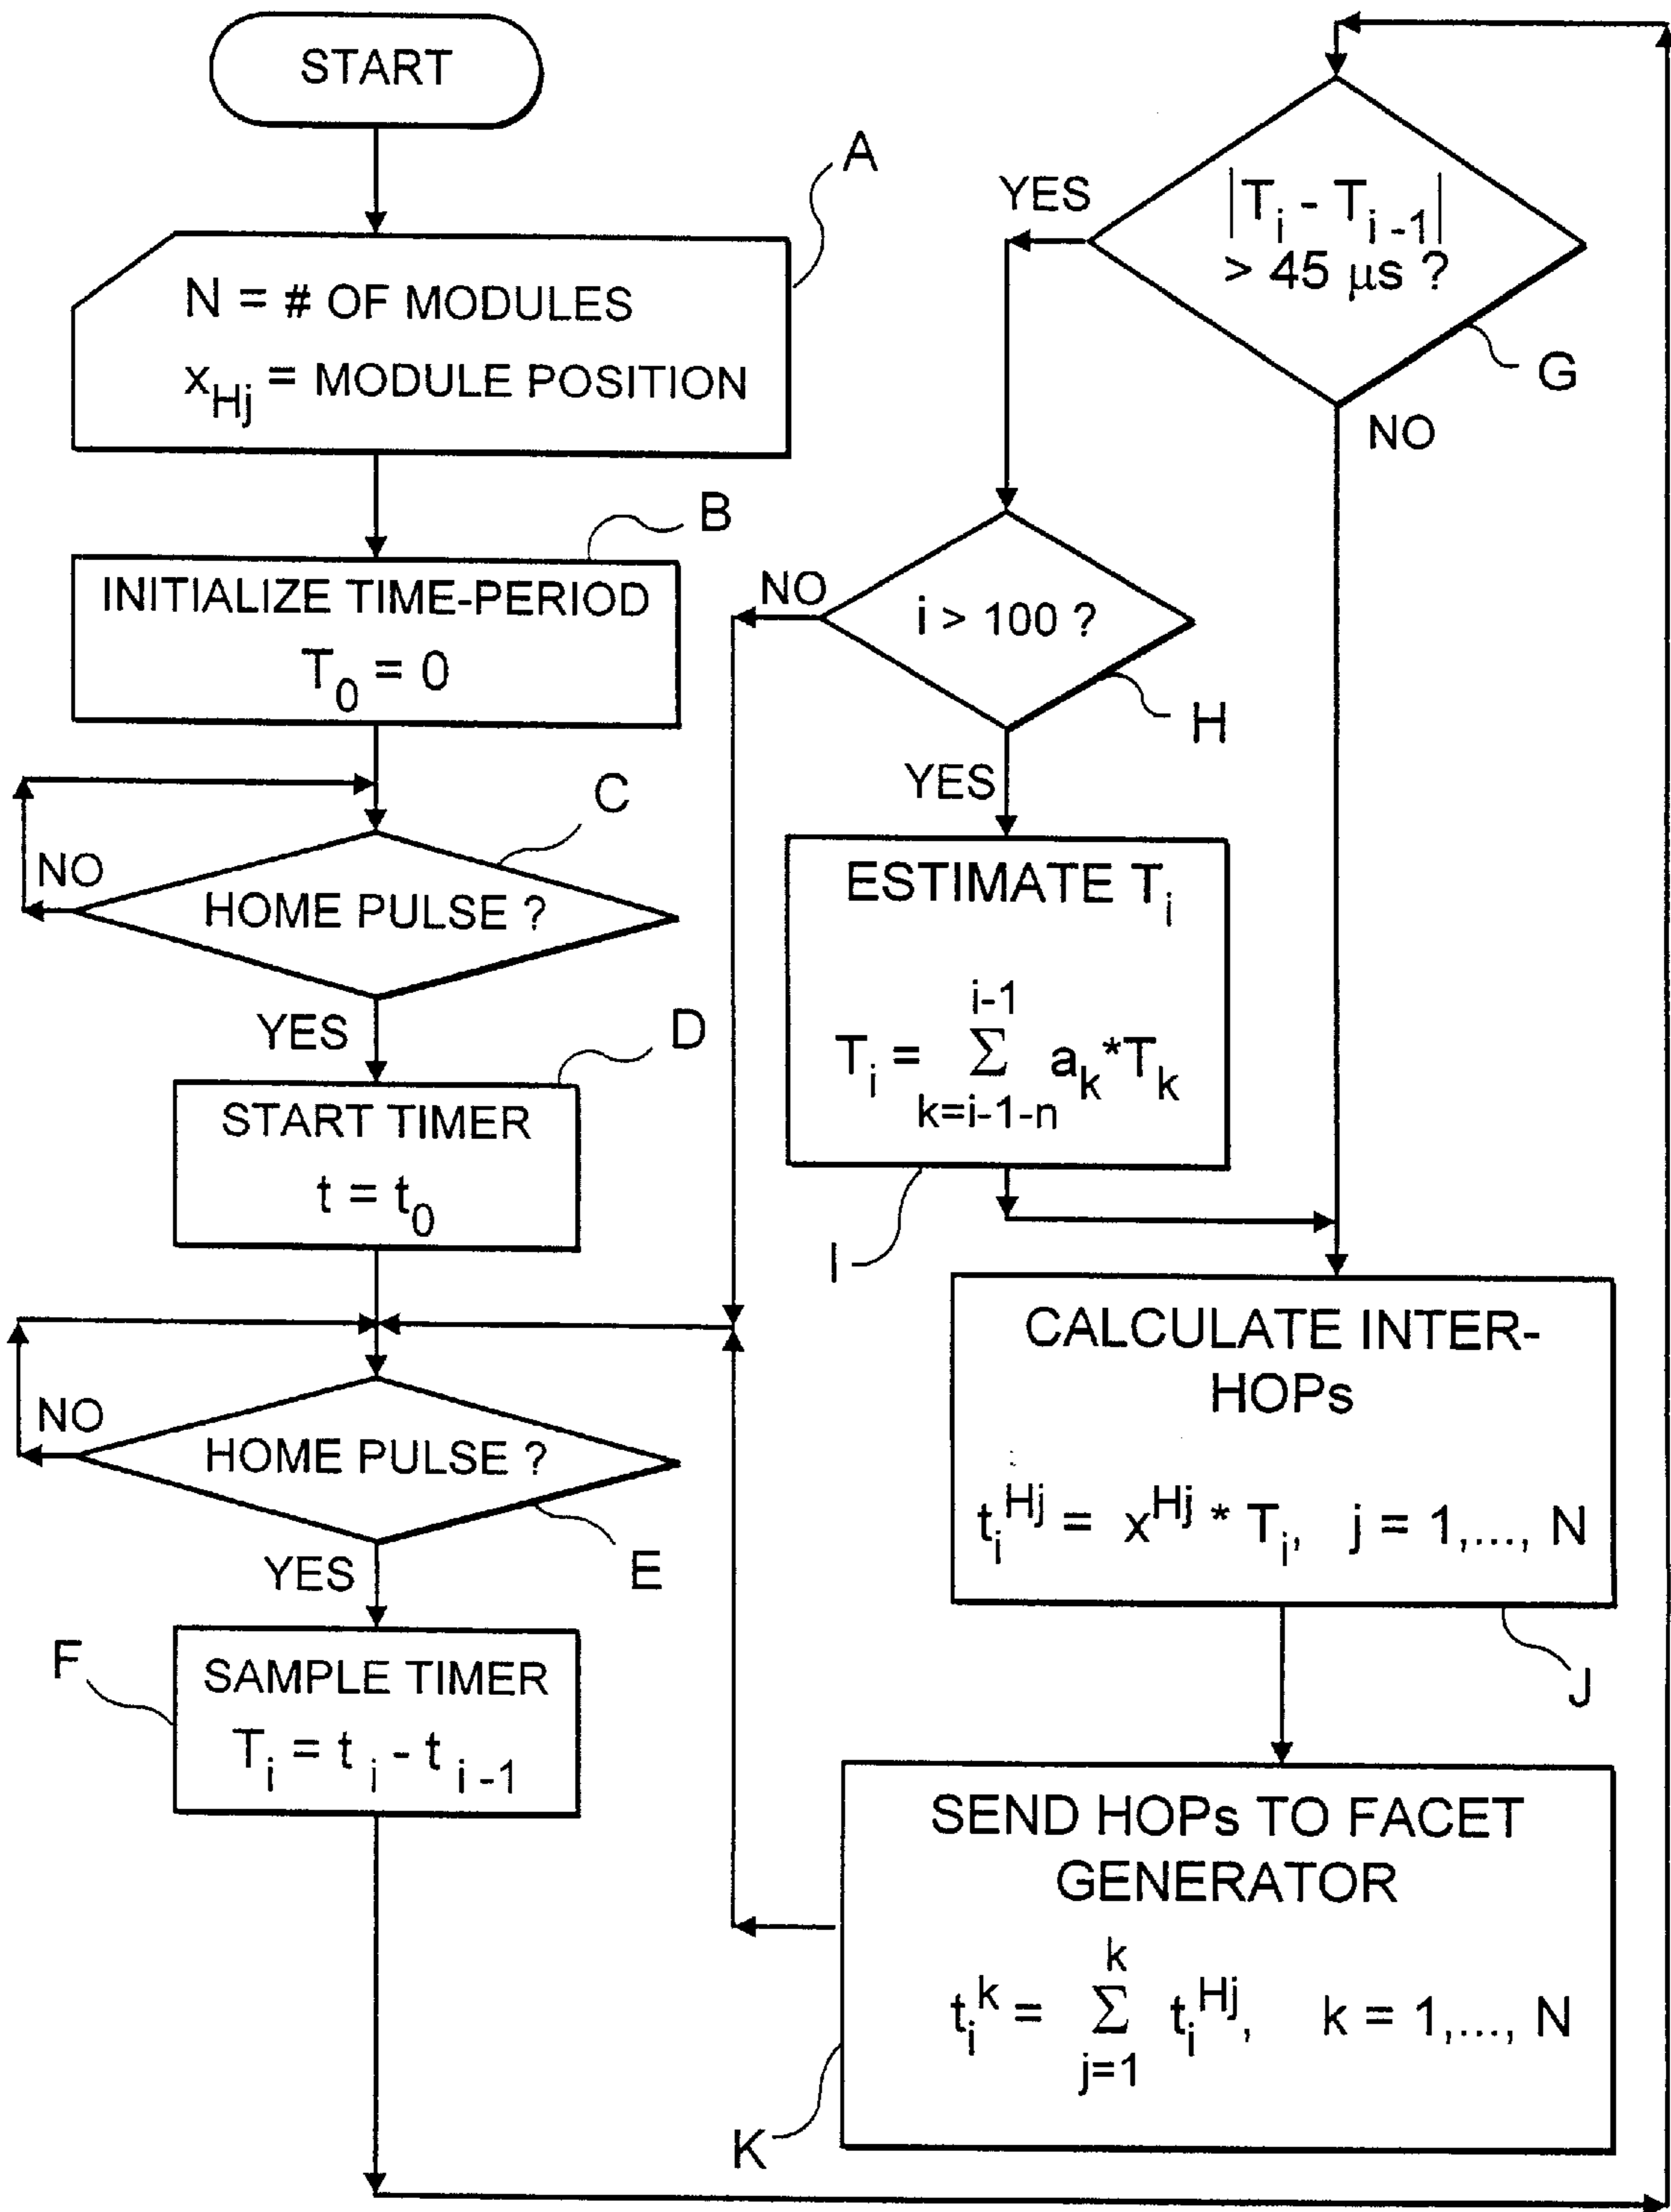 START
A
N = # OF MODULES
x_Hj = MODULE POSITION
B
INITIALIZE TIME-PERIOD
T_0 = 0
C
NO
HOME PULSE ?
YES
D
START TIMER
t = t_0
NO
HOME PULSE ?
YES
E
F
SAMPLE TIMER
T_i = t_i - t_i-1
YES
|T_i - T_i-1|
> 45 μs ?
G
NO
NO
i > 100 ?
H
YES
ESTIMATE T_i
i-1
T_i = Σ a_k*T_k
k=i-1-n
I
CALCULATE INTER-
HOPs
t_i^Hj = x^Hj * T_i, j = 1,..., N
J
SEND HOPs TO FACET
GENERATOR
k
t_i^k = Σ t_i^Hj, k = 1,..., N
j=1
K